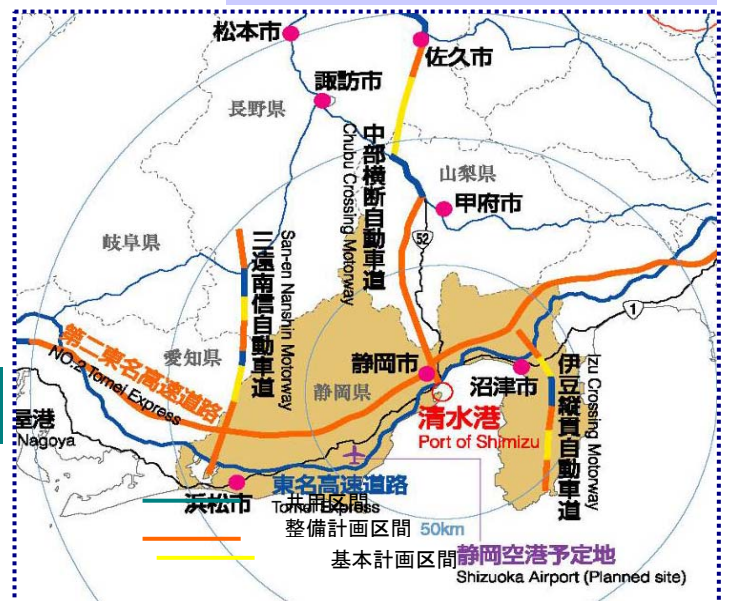 松本市
佐久市
諏訪市
長野県
中部横断自動車道
Chubu Crossing Motorway
山梨県
甲府市
岐阜県
三遠南信自動車道
San-en Nanshin Motorway
52
1
第二東名高速道路
NO.2 Tomei Express
愛知県
静岡市
静岡県
沼津市
伊豆縦貫自動車道
zu Crossing Motorway
清水港
Port of Shimizu
屋港
Nagoya
浜松市
東名高速道路
Tomei Express
共用区間
整備計画区間
50km
基本計画区間
静岡空港予定地
Shizuoka Airport (Planned site)